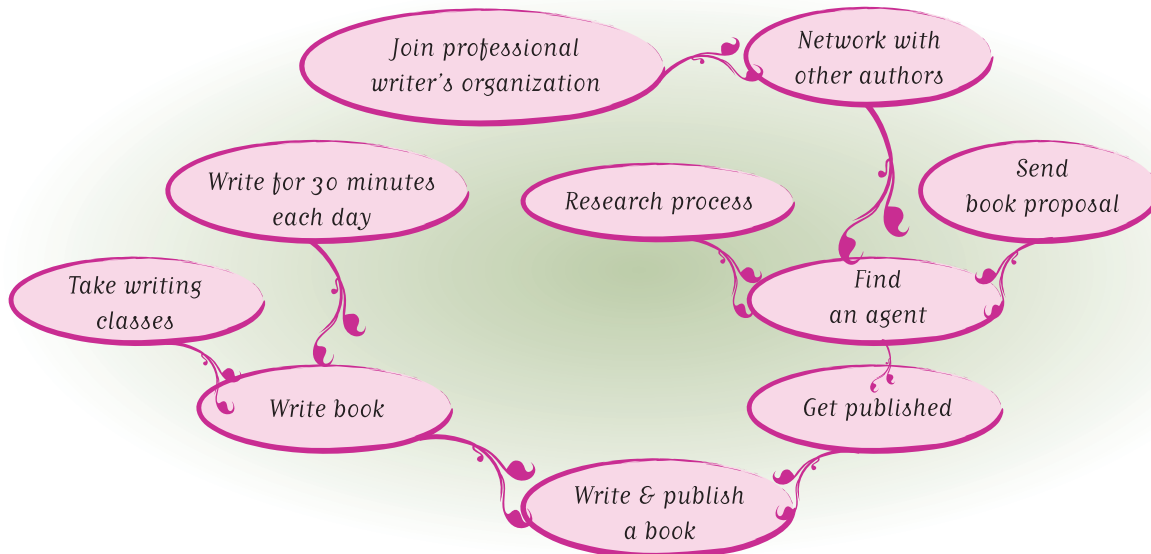 Join professional
writer's organization
Network with
other authors
Write for 30 minutes
each day
Research process
Send
book proposal
Take writing
classes
Find
an agent
Write book
Get published
Write & publish
a book